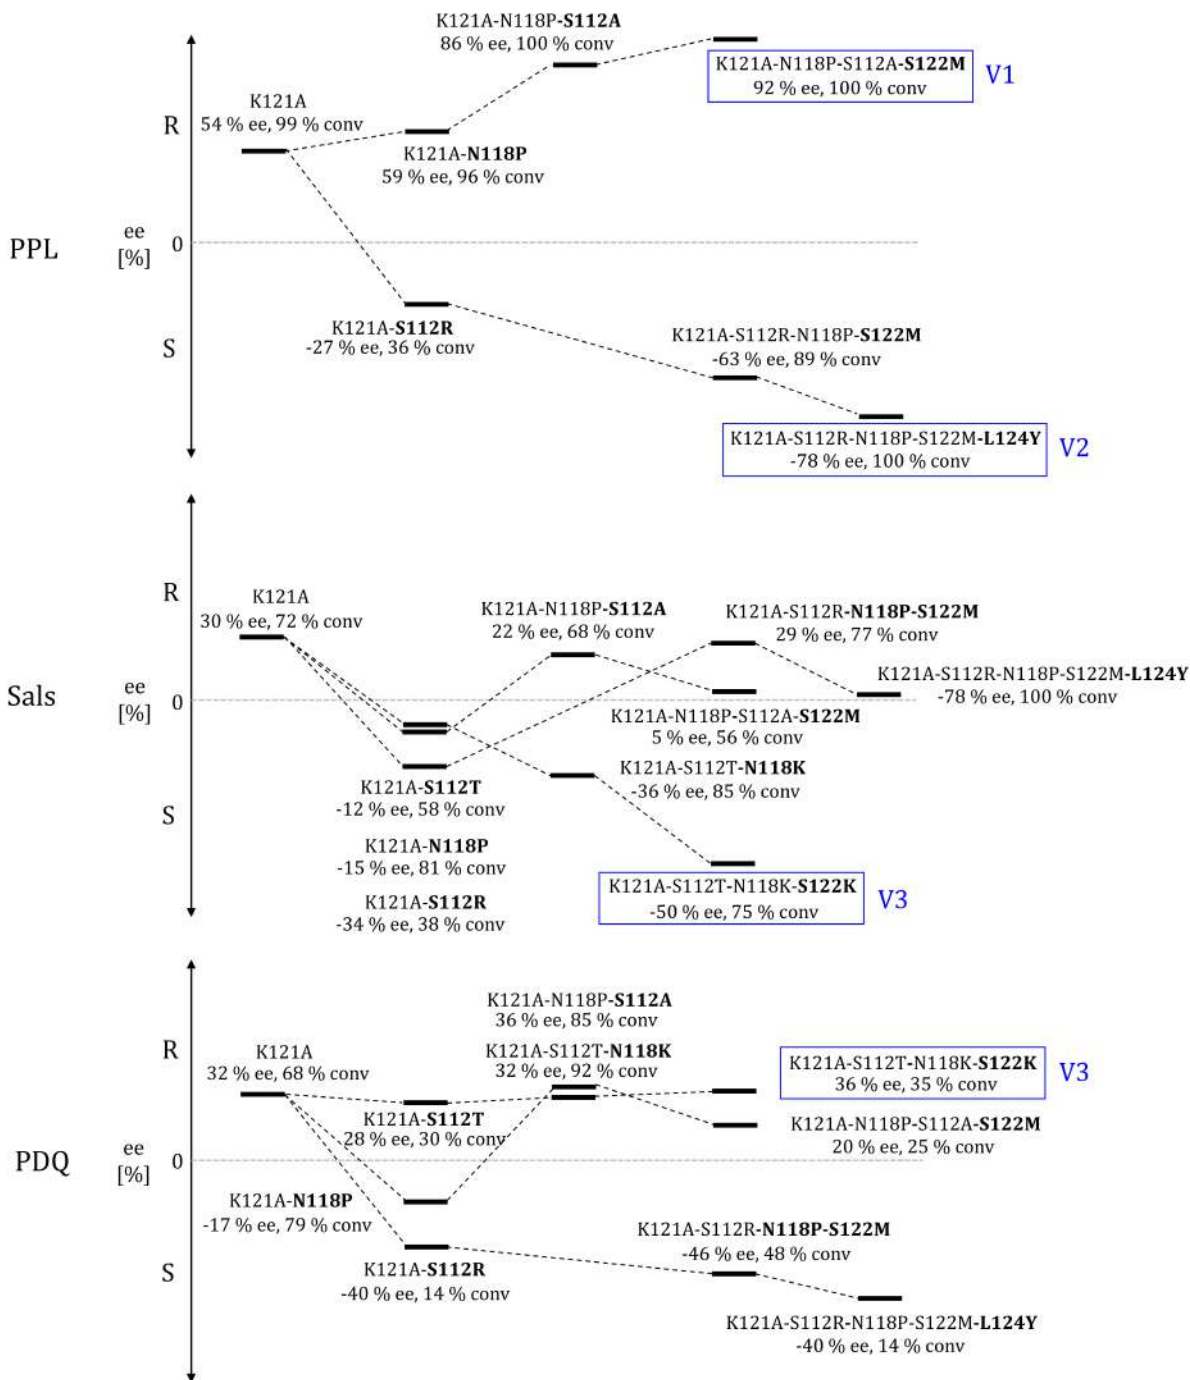 K121A-N118P-S112A
86 % ee, 100 % conv
K121A-N118P-S112A-S122M
92 % ee, 100 % conv
V1
K121A
54 % ee, 99 % conv
R
K121A-N118P
59 % ee, 96 % conv
PPL
ee
[%]
0
S
K121A-S112R
-27 % ee, 36 % conv
K121A-S112R-N118P-S122M
-63 % ee, 89 % conv
K121A-S112R-N118P-S122M-L124Y
-78 % ee, 100 % conv
V2
R
K121A
30 % ee, 72 % conv
K121A-N118P-S112A
22 % ee, 68 % conv
K121A-S112R-N118P-S122M
29 % ee, 77 % conv
K121A-S112R-N118P-S122M-L124Y
-78 % ee, 100 % conv
Sals
ee
[%]
0
K121A-N118P-S112A-S122M
5 % ee, 56 % conv
K121A-S112T-N118K
-36 % ee, 85 % conv
K121A-S112T
-12 % ee, 58 % conv
S
K121A-N118P
-15 % ee, 81 % conv
K121A-S112R
-34 % ee, 38 % conv
K121A-S112T-N118K-S122K
-50 % ee, 75 % conv
V3
K121A-N118P-S112A
36 % ee, 85 % conv
R
K121A
32 % ee, 68 % conv
K121A-S112T-N118K
32 % ee, 92 % conv
K121A-S112T-N118K-S122K
36 % ee, 35 % conv
V3
K121A-S112T
28 % ee, 30 % conv
K121A-N118P-S112A-S122M
20 % ee, 25 % conv
PDQ
ee
[%]
0
K121A-N118P
-17 % ee, 79 % conv
S
K121A-S112R
-40 % ee, 14 % conv
K121A-S112R-N118P-S122M
-46 % ee, 48 % conv
K121A-S112R-N118P-S122M-L124Y
-40 % ee, 14 % conv